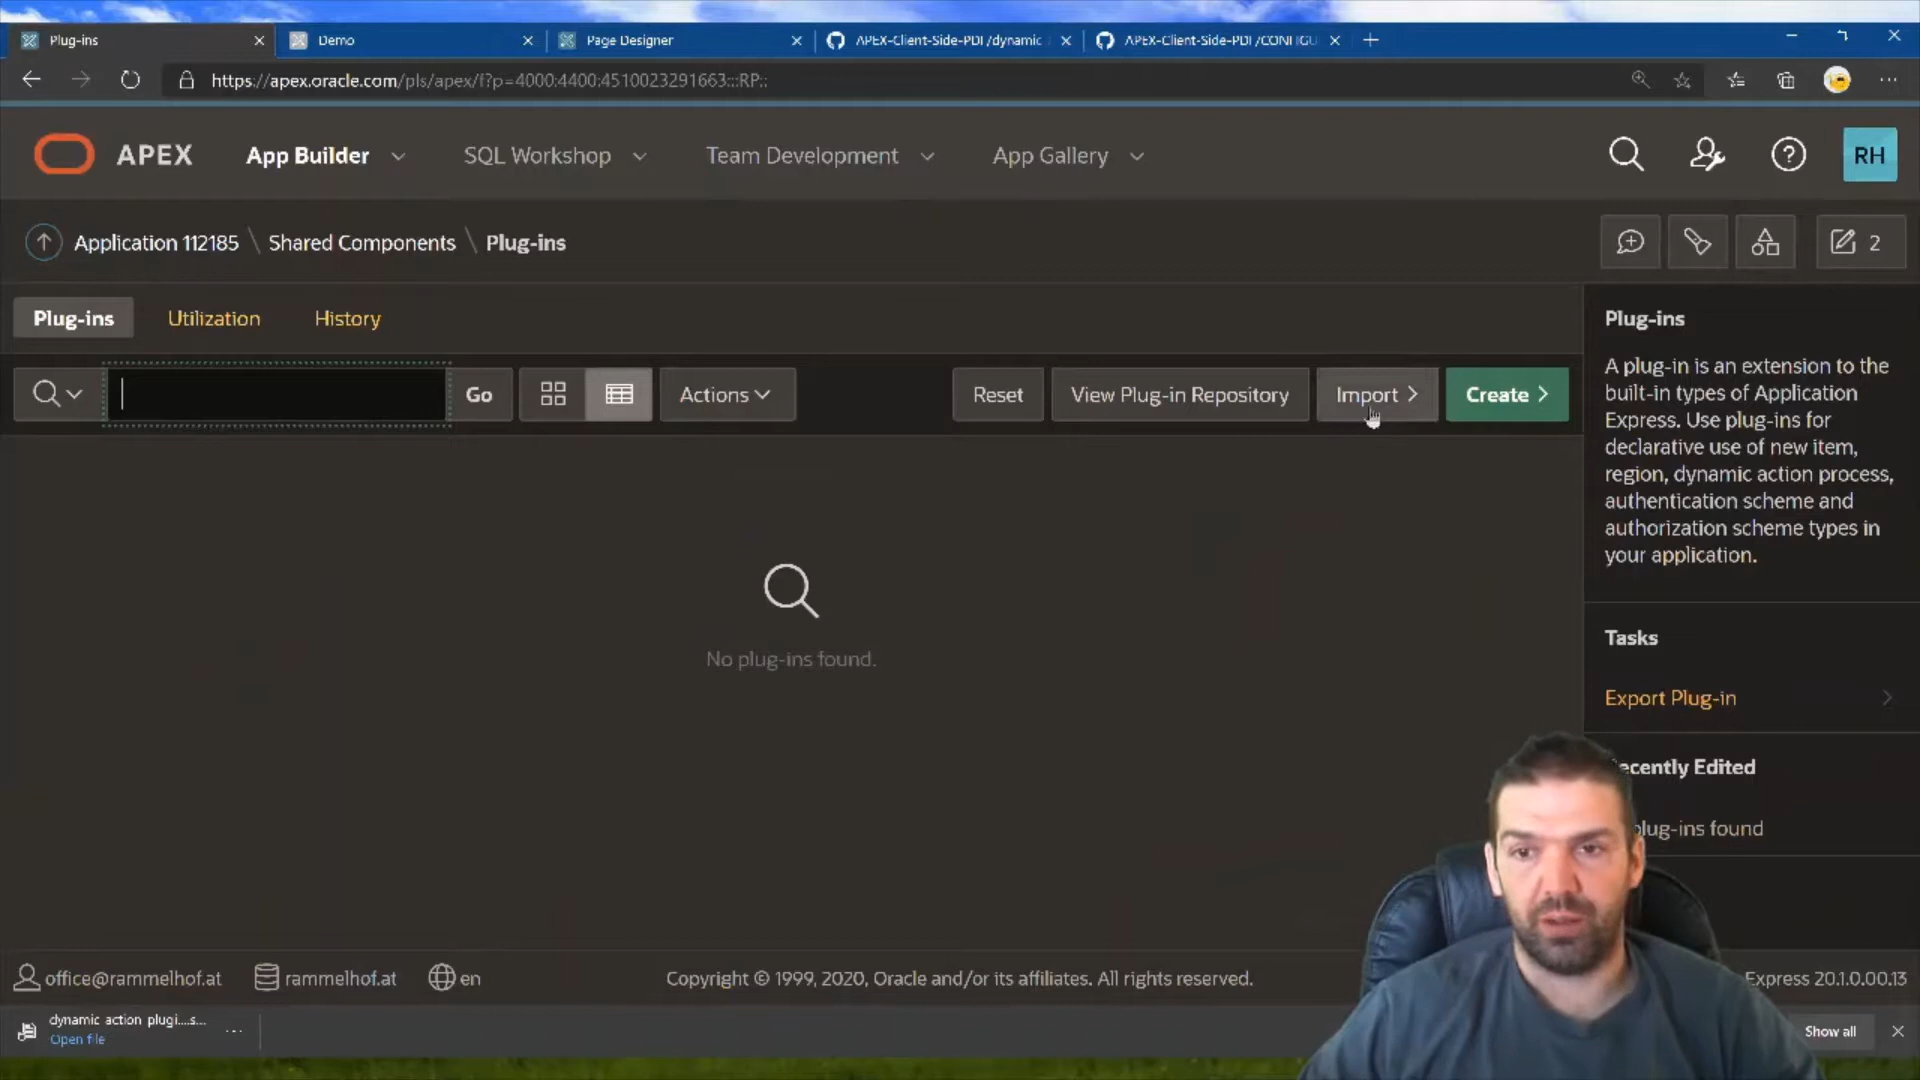 Plug-ins
Demo
Page Designer
APEX-Client-Side-PDF/dynamic
APEX-Client-Side-PDF/CONFIGU
https://apex.oracle.com/pls/apex/f?p=4000:4400:4510023291663:::RP::
APEX
App Builder
SQL Workshop
Team Development
App Gallery
RH
Application 112185 \ Shared Components \ Plug-ins
2
Plug-ins
Utilization
History
Go
Actions
Reset
View Plug-in Repository
Import
Create
No plug-ins found.
Plug-ins
A plug-in is an extension to the
built-in types of Application
Express. Use plug-ins for
declarative use of new item,
region, dynamic action process,
authentication scheme and
authorization scheme types in
your application.
Tasks
Export Plug-in
ecently Edited
plug-ins found
office@rammelhof.at
rammelhof.at
en
Copyright © 1999, 2020, Oracle and/or its affiliates. All rights reserved.
Express 20.1.0.00.13
dynamic action plugi....s...
Open file
Show all